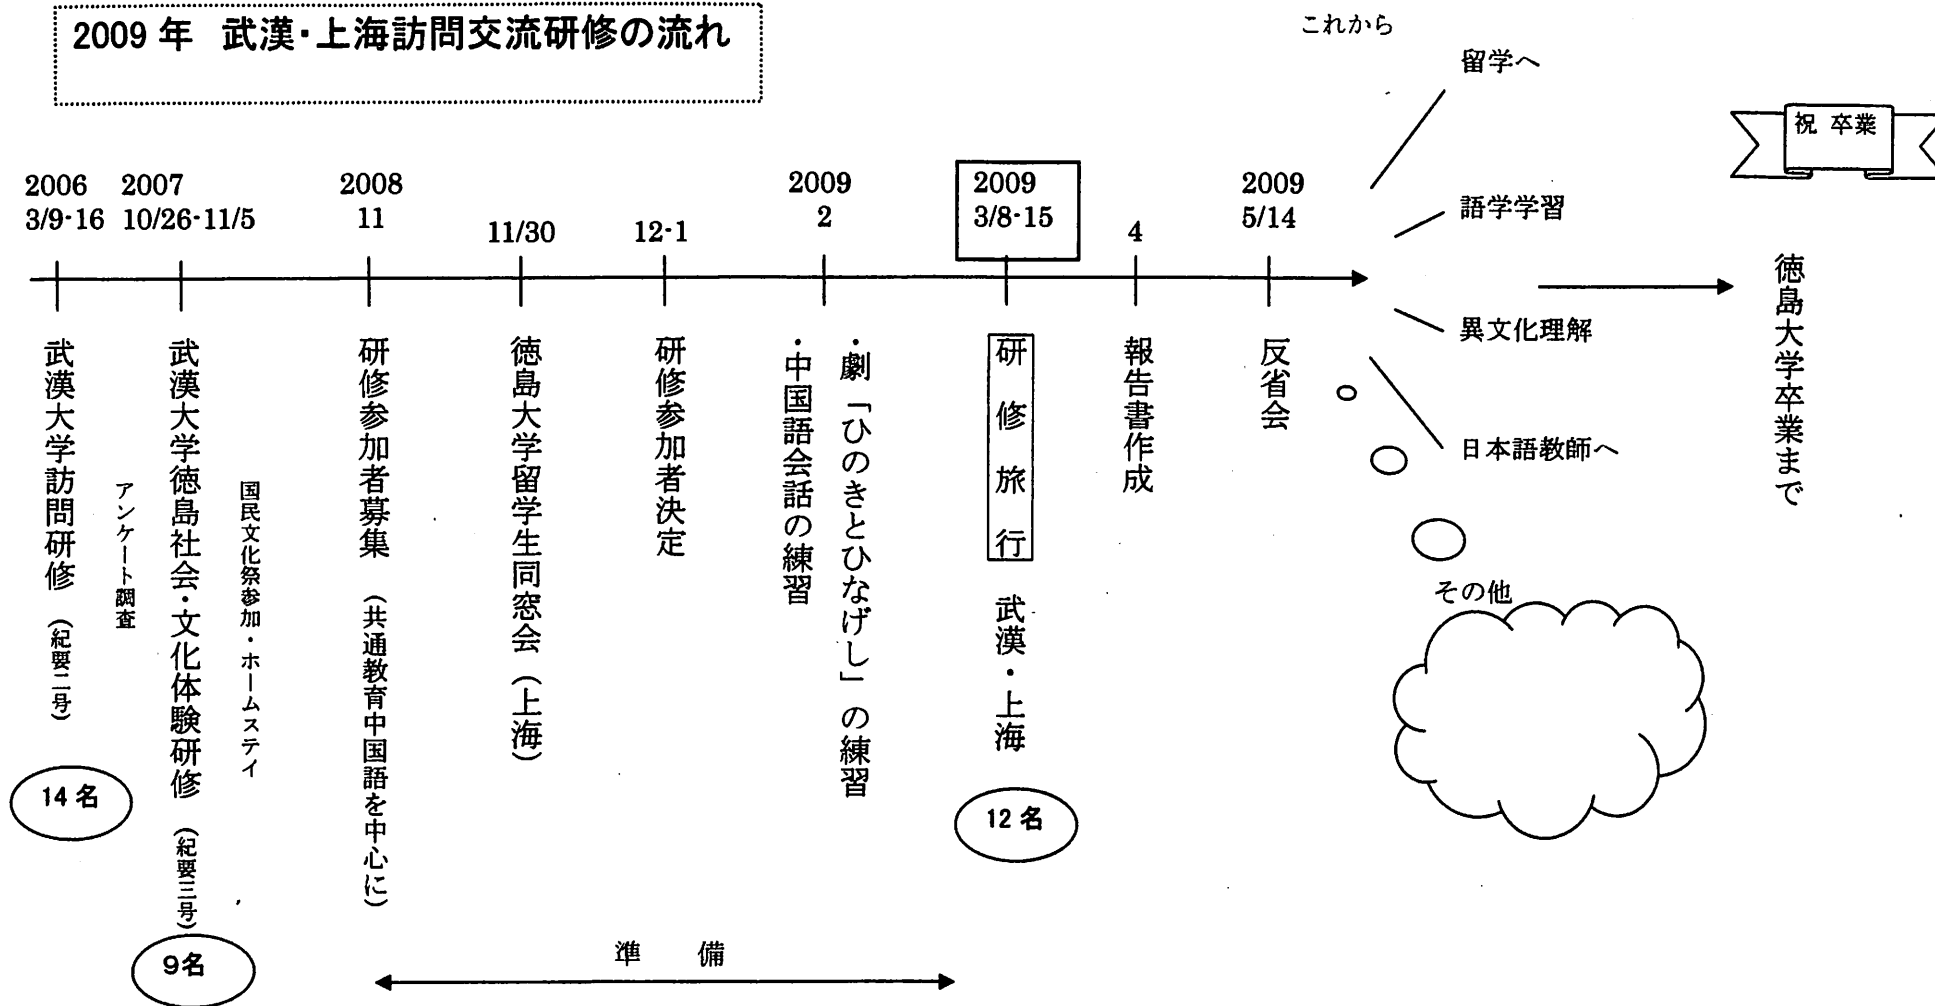 2009年 武漢・上海訪問交流研修の流れ
2006
3/9-16
武漢大学訪問研修（紀要二号）
14名
アンケート調査
2007
10/26-11/5
武漢大学徳島社会・文化体験研修（紀要三号）
9名
国民文化祭参加・ホームステイ
2008
11
研修参加者募集（共通教育中国語を中心に）
11/30
徳島大学留学生同窓会（上海）
12-1
研修参加者決定
2009
2
・劇「ひのきとひなげし」の練習
・中国語会話の練習
2009
3/8-15
研修旅行 武漢・上海
12名
4
報告書作成
2009
5/14
反省会
準 備
これから
留学へ
語学学習
異文化理解
日本語教師へ
その他
祝 卒業
徳島大学卒業まで